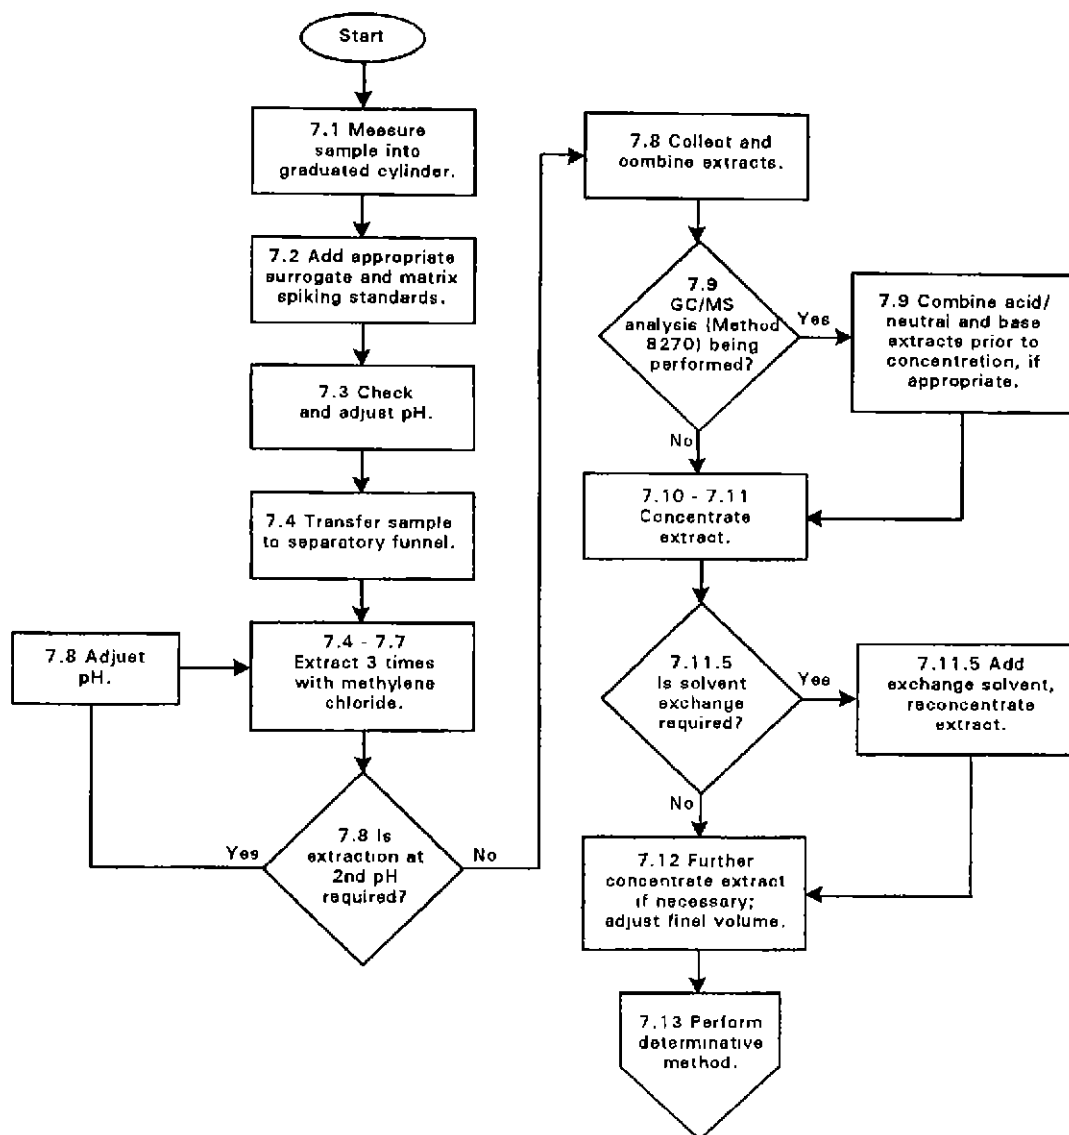 Start
7.1 Measure
sample into
graduated cylinder.
7.2 Add appropriate
surrogate and matrix
spiking standards.
7.3 Check
and adjust pH.
7.4 Transfer sample
to separatory funnel.
7.4 - 7.7
Extract 3 times
with methylene
chloride.
7.8 Adjust
pH.
7.8 Is
extraction at
2nd pH
required?
Yes
No
7.8 Collect and
combine extracts.
7.9
GC/MS
analysis (Method
8270) being
performed?
Yes
No
7.9 Combine acid/
neutral and base
extracts prior to
concentration, if
appropriate.
7.10 - 7.11
Concentrate
extract.
7.11.5
Is solvent
exchange
required?
Yes
No
7.11.5 Add
exchange solvent,
reconcentrate
extract.
7.12 Further
concentrate extract
if necessary;
adjust final volume.
7.13 Perform
determinative
method.